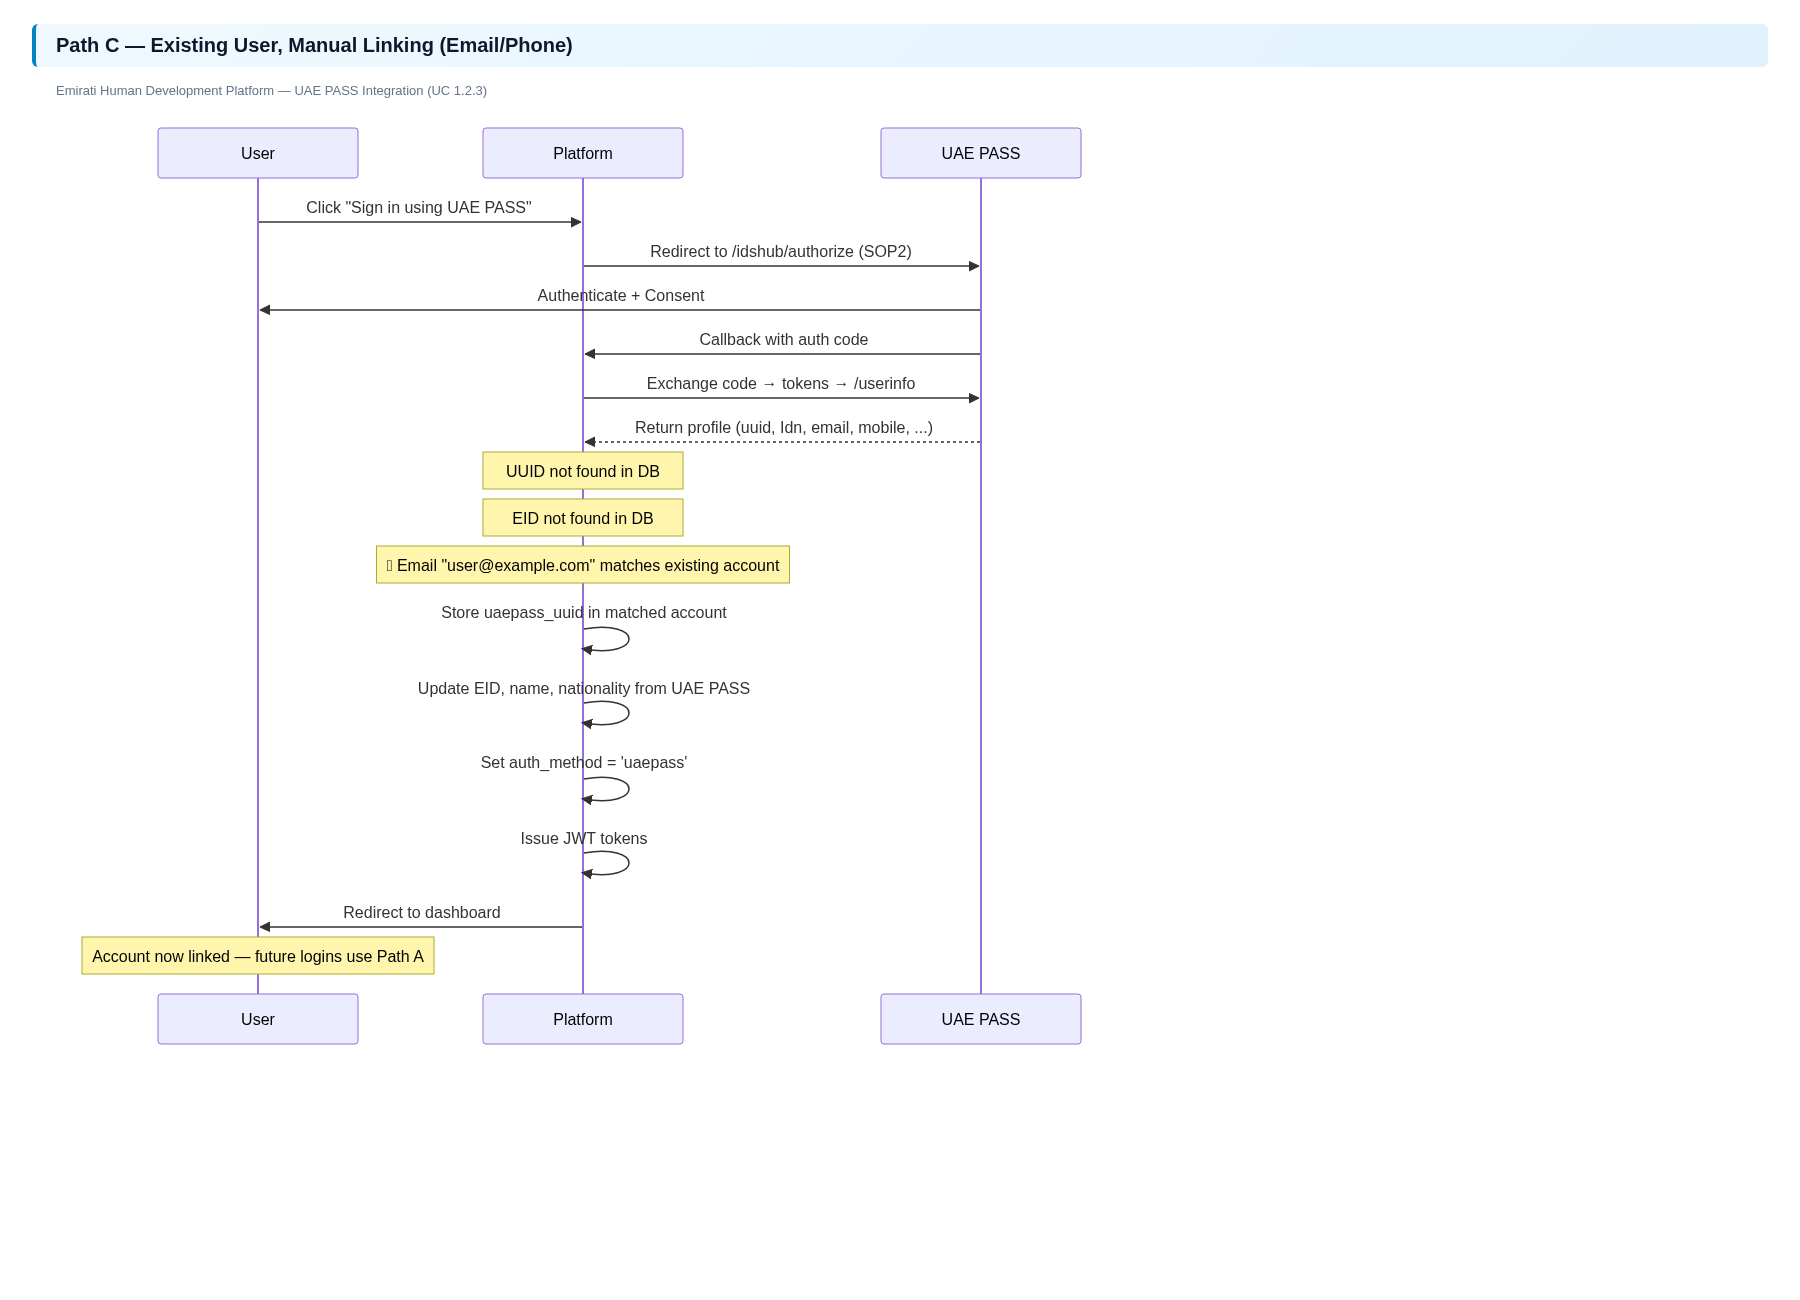 Path C — Existing User, Manual Linking (Email/Phone)
Emirati Human Development Platform — UAE PASS Integration (UC 1.2.3)
User
Platform
UAE PASS
Click "Sign in using UAE PASS"
Redirect to /idshub/authorize (SOP2)
Authenticate + Consent
Callback with auth code
Exchange code → tokens → /userinfo
Return profile (uuid, Idn, email, mobile, ...)
UUID not found in DB
EID not found in DB
Email "user@example.com" matches existing account
Store uaepass_uuid in matched account
Update EID, name, nationality from UAE PASS
Set auth_method = 'uaepass'
Issue JWT tokens
Redirect to dashboard
Account now linked — future logins use Path A
User
Platform
UAE PASS